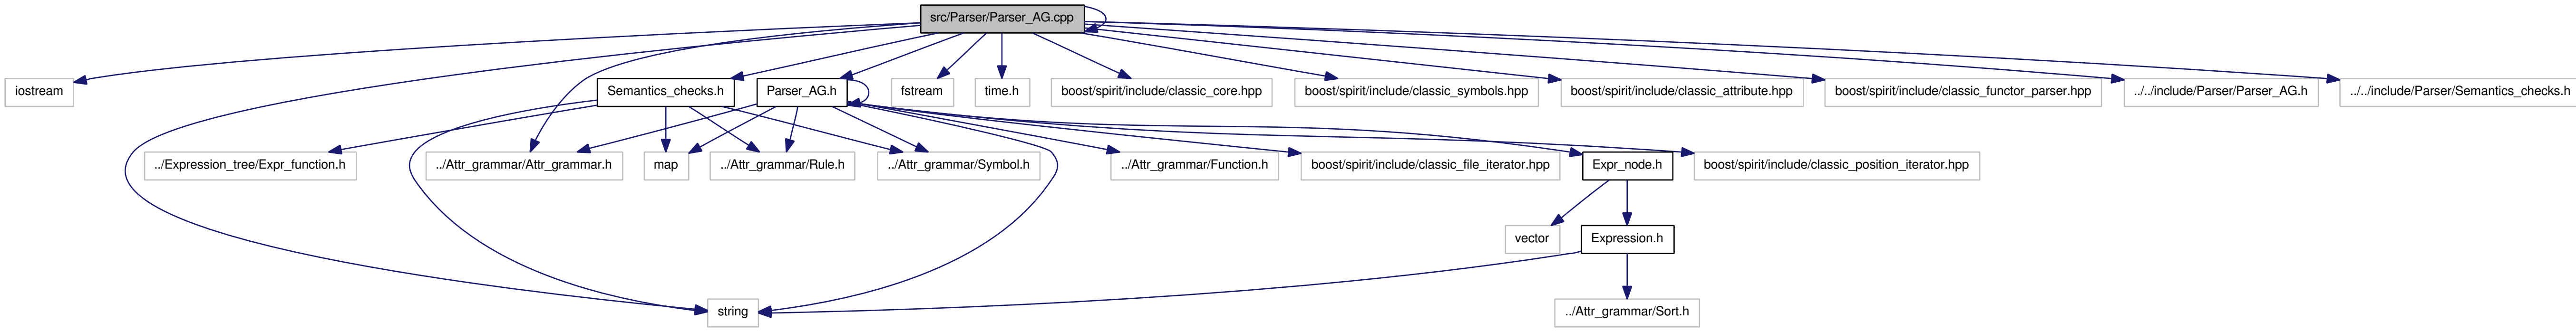 src/Parser/Parser_AG.cpp
iostream
Semantics_checks.h
Parser_AG.h
fstream
time.h
boost/spirit/include/classic_core.hpp
boost/spirit/include/classic_symbols.hpp
boost/spirit/include/classic_attribute.hpp
boost/spirit/include/classic_functor_parser.hpp
../../include/Parser/Parser_AG.h
../../include/Parser/Semantics_checks.h
../Expression_tree/Expr_function.h
../Attr_grammar/Attr_grammar.h
map
../Attr_grammar/Rule.h
../Attr_grammar/Symbol.h
../Attr_grammar/Function.h
boost/spirit/include/classic_file_iterator.hpp
Expr_node.h
boost/spirit/include/classic_position_iterator.hpp
vector
Expression.h
string
../Attr_grammar/Sort.h